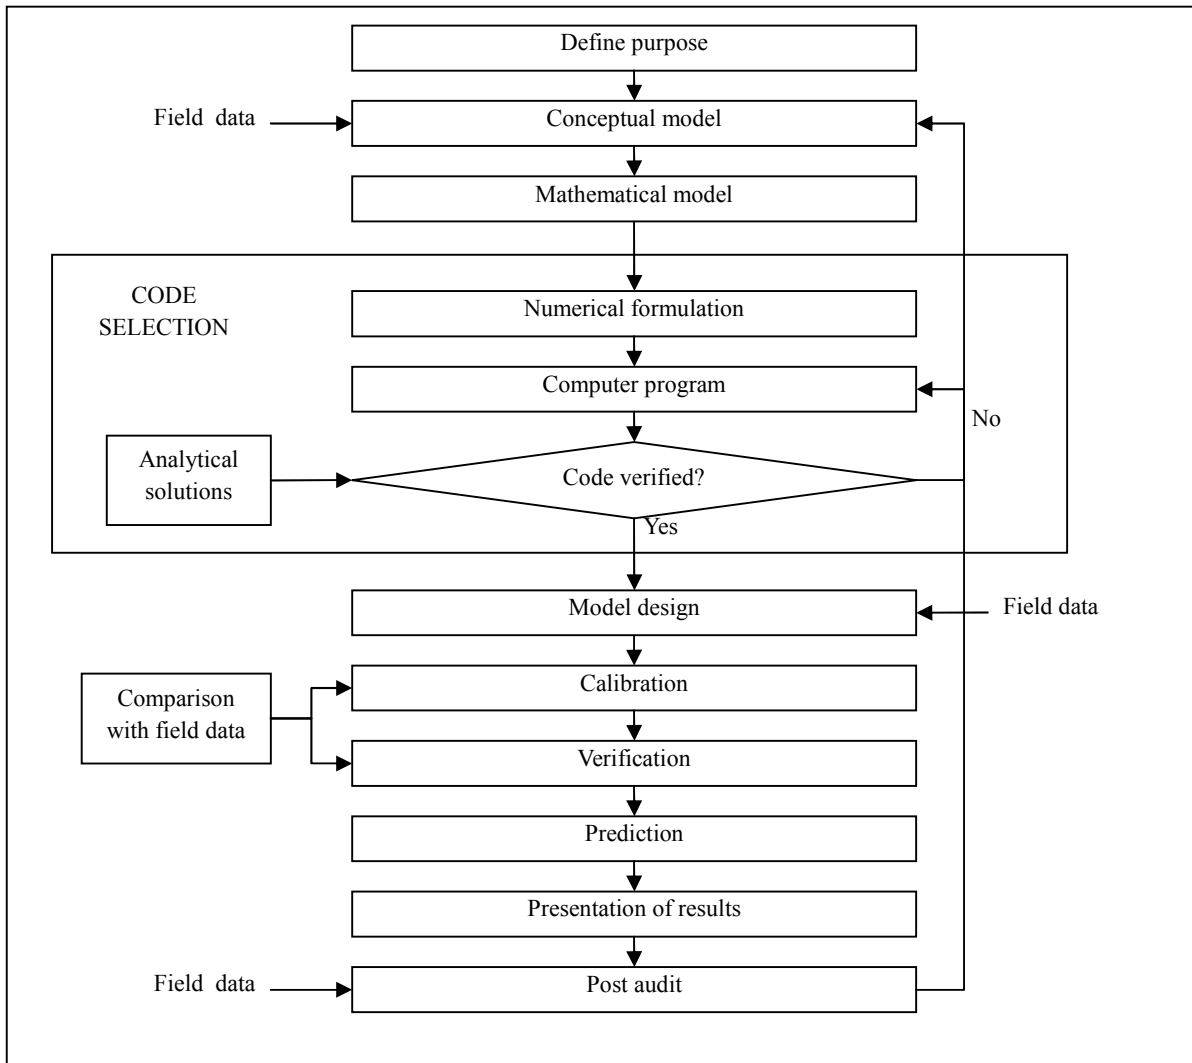 Define purpose
Field data
Conceptual model
Mathematical model
CODE
SELECTION
Numerical formulation
Computer program
No
Analytical
solutions
Code verified?
Yes
Model design
Field data
Calibration
Comparison
with field data
Verification
Prediction
Presentation of results
Field data
Post audit